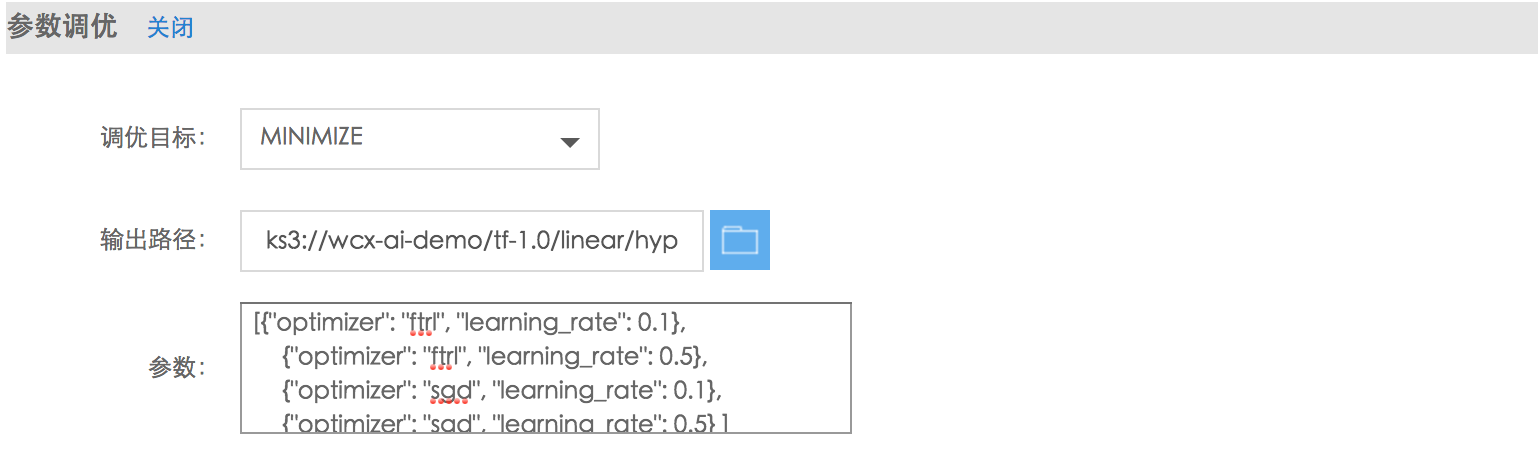 参数调优 关闭
调优目标： MINIMIZE
输出路径： ks3://wcx-ai-demo/tf-1.0/linear/hyp
参数：
[{"optimizer": "ftrl", "learning_rate": 0.1},
{"optimizer": "ftrl", "learning_rate": 0.5},
{"optimizer": "sgd", "learning_rate": 0.1},
{"optimizer": "sgd", "learning_rate": 0.5} ]